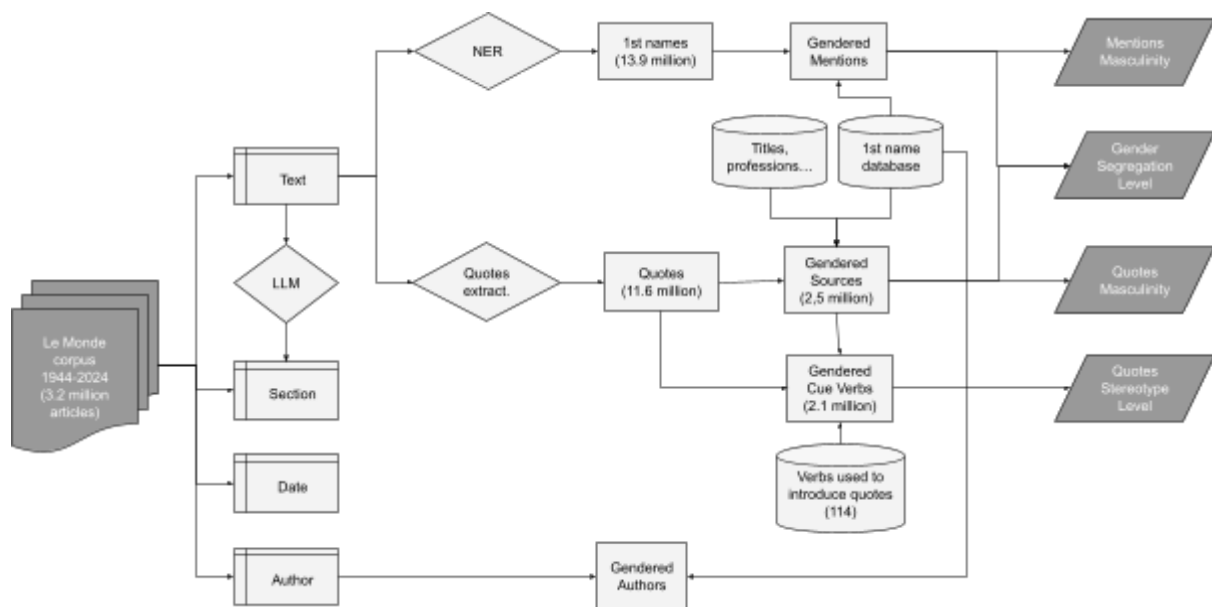 NER
1st names
(13.9 million)
Gendered
Mentions
Mentions
Masculinity
Titles,
professions...
1st name
database
Gender
Segregation
Level
Text
LLM
Quotes
extract.
Quotes
(11.6 million)
Gendered
Sources
(2,5 million)
Quotes
Masculinity
Le Monde
corpus
1944-2024
(3.2 million
articles)
Section
Gendered
Cue Verbs
(2.1 million)
Quotes
Stereotype
Level
Date
Verbs used to
introduce quotes
(114)
Author
Gendered
Authors